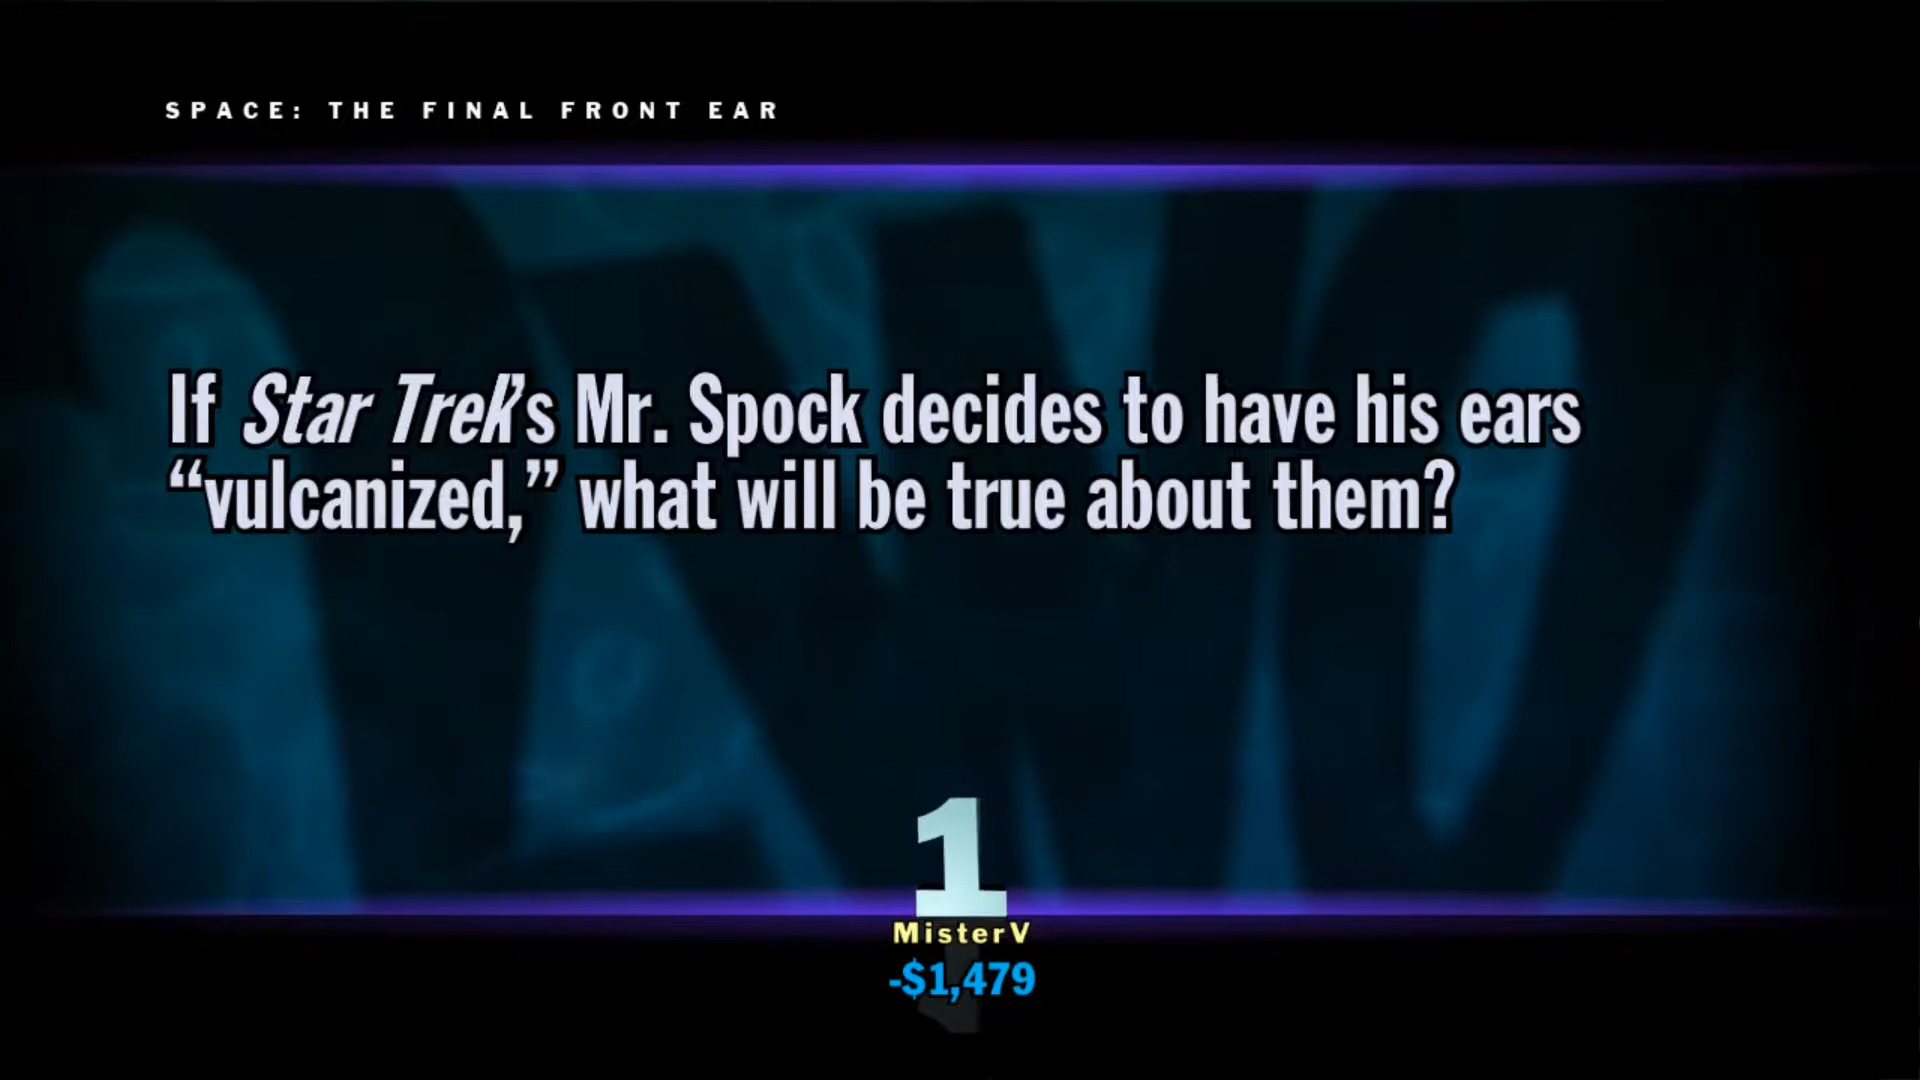 SPACE: THE FINAL FRONT EAR
If Star Trek's Mr. Spock decides to have his ears
“vulcanized,” what will be true about them?
1
MisterV
-$1,479